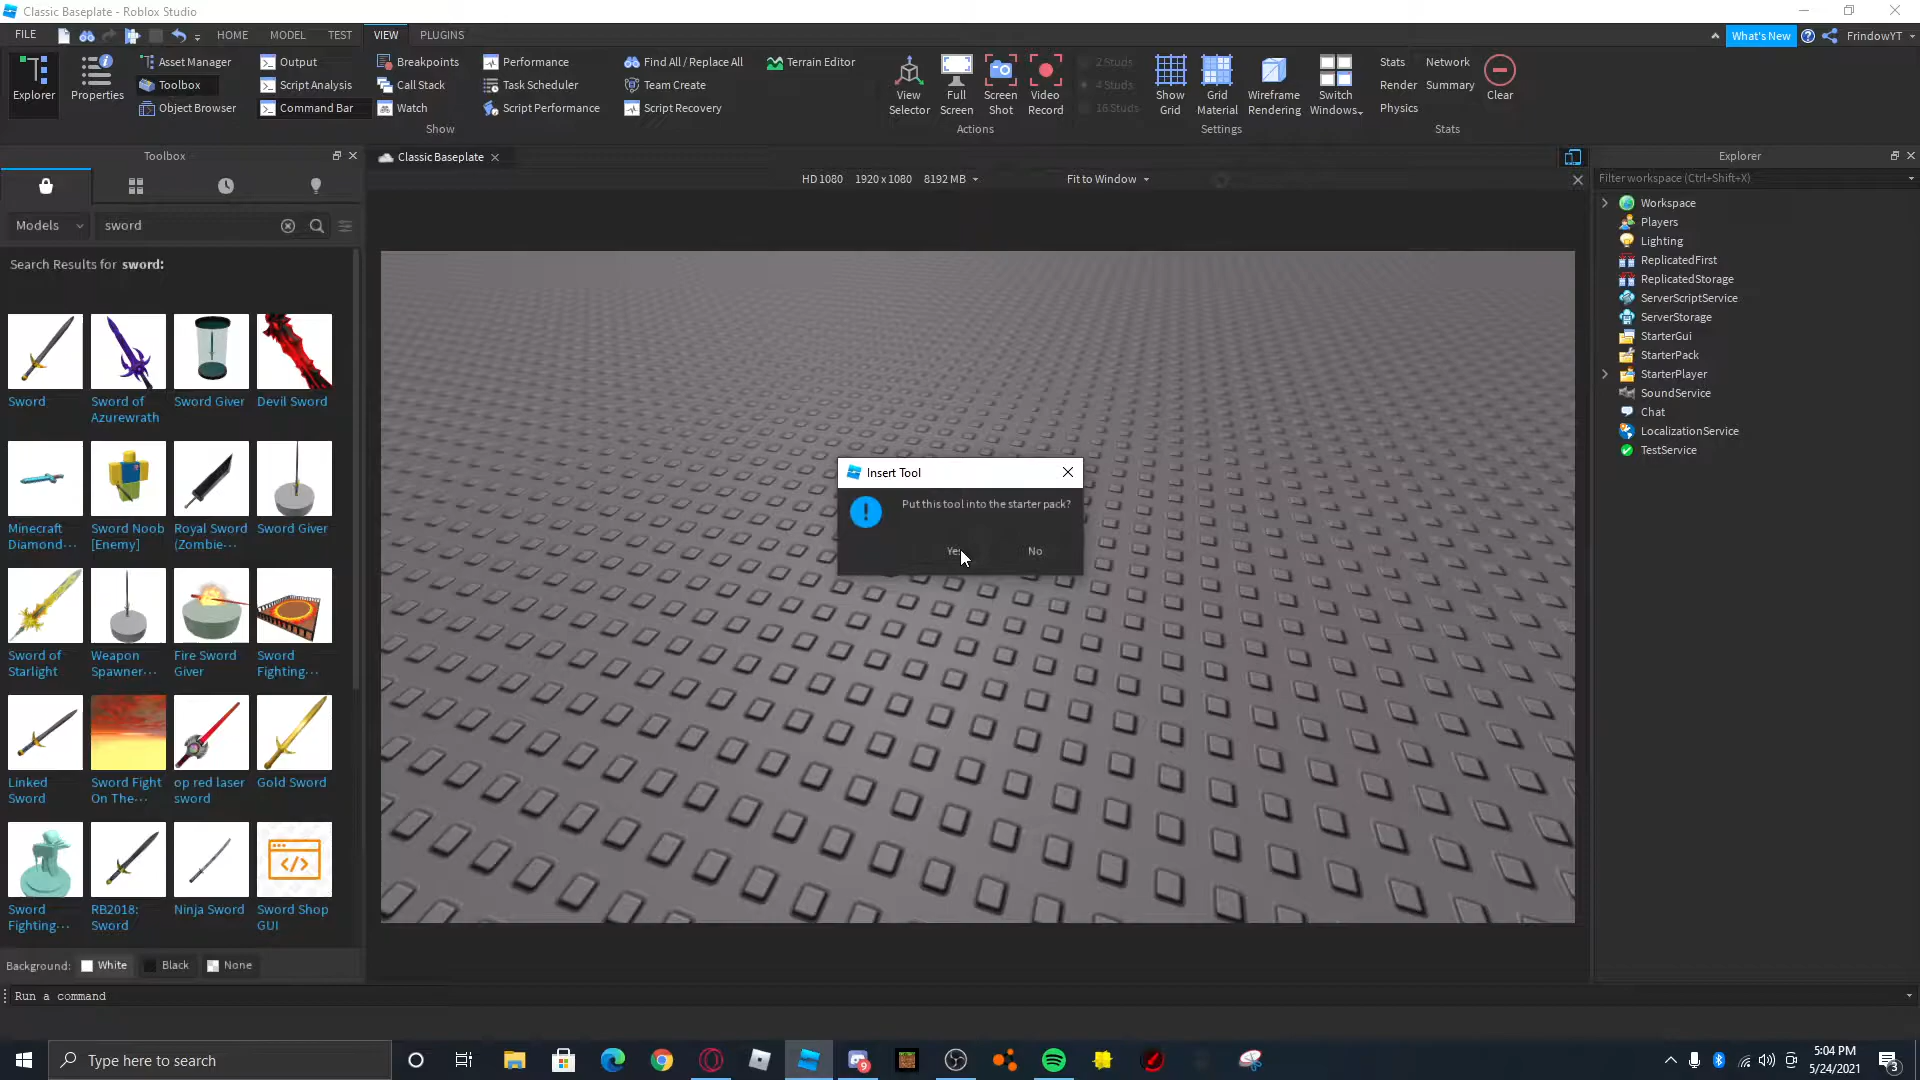 Classic Baseplate - Roblox Studio
FILE
HOME
MODEL
TEST
VIEW
PLUGINS
What's New
FrindowYT
Explorer
Properties
Asset Manager
Toolbox
Object Browser
Output
Script Analysis
Command Bar
Breakpoints
Call Stack
Watch
Performance
Task Scheduler
Script Performance
Find All / Replace All
Team Create
Script Recovery
Terrain Editor
Show
View
Selector
Full
Screen
Screen
Shot
Video
Record
Actions
2 Studs
4 Studs
16 Studs
Show
Grid
Grid
Material
Wireframe
Rendering
Switch
Windows
Settings
Stats
Network
Render
Summary
Physics
Clear
Stats
Toolbox
Classic Baseplate
Explorer
HD 1080 1920 x 1080 8192 MB
Fit to Window
Filter workspace (Ctrl+Shift+X)
Models
sword
Search Results for sword:
Sword
Sword of
Azurewrath
Sword Giver
Devil Sword
Minecraft
Diamond···
Sword Noob
[Enemy]
Royal Sword
(Zombie···
Sword Giver
Sword of
Starlight
Weapon
Spawner···
Fire Sword
Giver
Sword
Fighting···
Linked
Sword
Sword Fight
On The···
op red laser
sword
Gold Sword
Sword
Fighting···
RB2018:
Sword
Ninja Sword
Sword Shop
GUI
Background:
White
Black
None
Run a command
Insert Tool
Put this tool into the starter pack?
No
Workspace
Players
Lighting
ReplicatedFirst
ReplicatedStorage
ServerScriptService
ServerStorage
StarterGui
StarterPack
StarterPlayer
SoundService
Chat
LocalizationService
TestService
Type here to search
9
5:04 PM
5/24/2021
3